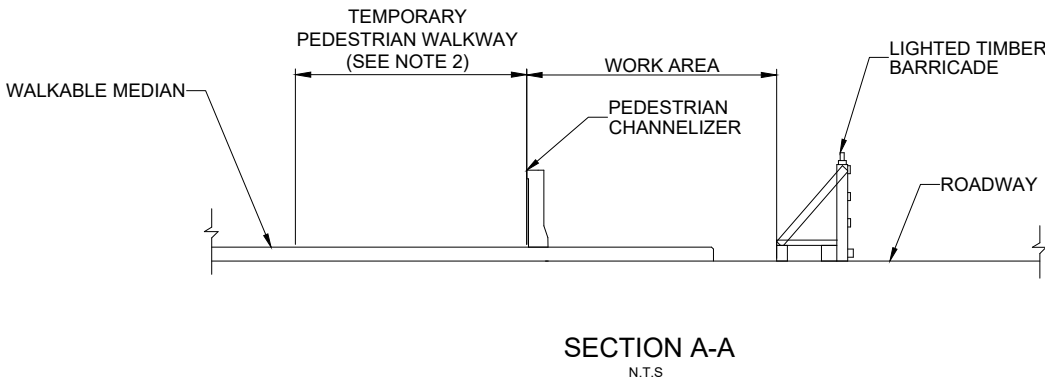 TEMPORARY
PEDESTRIAN WALKWAY
(SEE NOTE 2)
WORK AREA
LIGHTED TIMBER
BARRICADE
WALKABLE MEDIAN
PEDESTRIAN
CHANNELIZER
ROADWAY
SECTION A-A
N.T.S